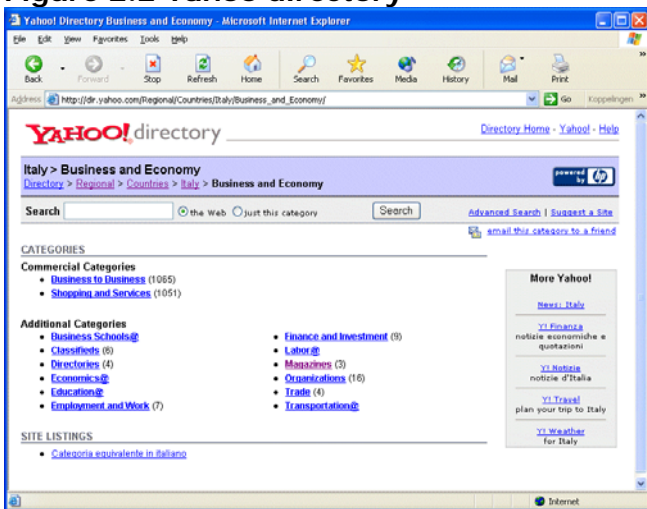 Figure 2.2 Yahoo directory
Yahoo! Directory Business and Economy - Microsoft Internet Explorer
File Edit View Favorites Tools Help
Back Forward Stop Refresh Home Search Favorites Media History Mail Print
Address http://dir.yahoo.com/Regional/Countries/Italy/Business_and_Economy/ Go Koppelingen
YAHOO! directory
Directory Home - Yahoo! - Help
Italy > Business and Economy
Directory > Regional > Countries > Italy > Business and Economy
powered by hp
Search the Web just this category Search Advanced Search | Suggest a Site
email this category to a friend
CATEGORIES
Commercial Categories
Business to Business (1065)
Shopping and Services (1051)
Additional Categories
Business Schools@
Classifieds (6)
Directories (4)
Economics@
Education@
Employment and Work (7)
Finance and Investment (9)
Labor@
Magazines (3)
Organizations (16)
Trade (4)
Transportation@
SITE LISTINGS
Categoria equivalente in italiano
More Yahoo!
News: Italy
Y! Finanza
notizie economiche e
quotazioni
Y! Notizie
notizie d'Italia
Y! Travel
plan your trip to Italy
Y! Weather
for Italy
Internet